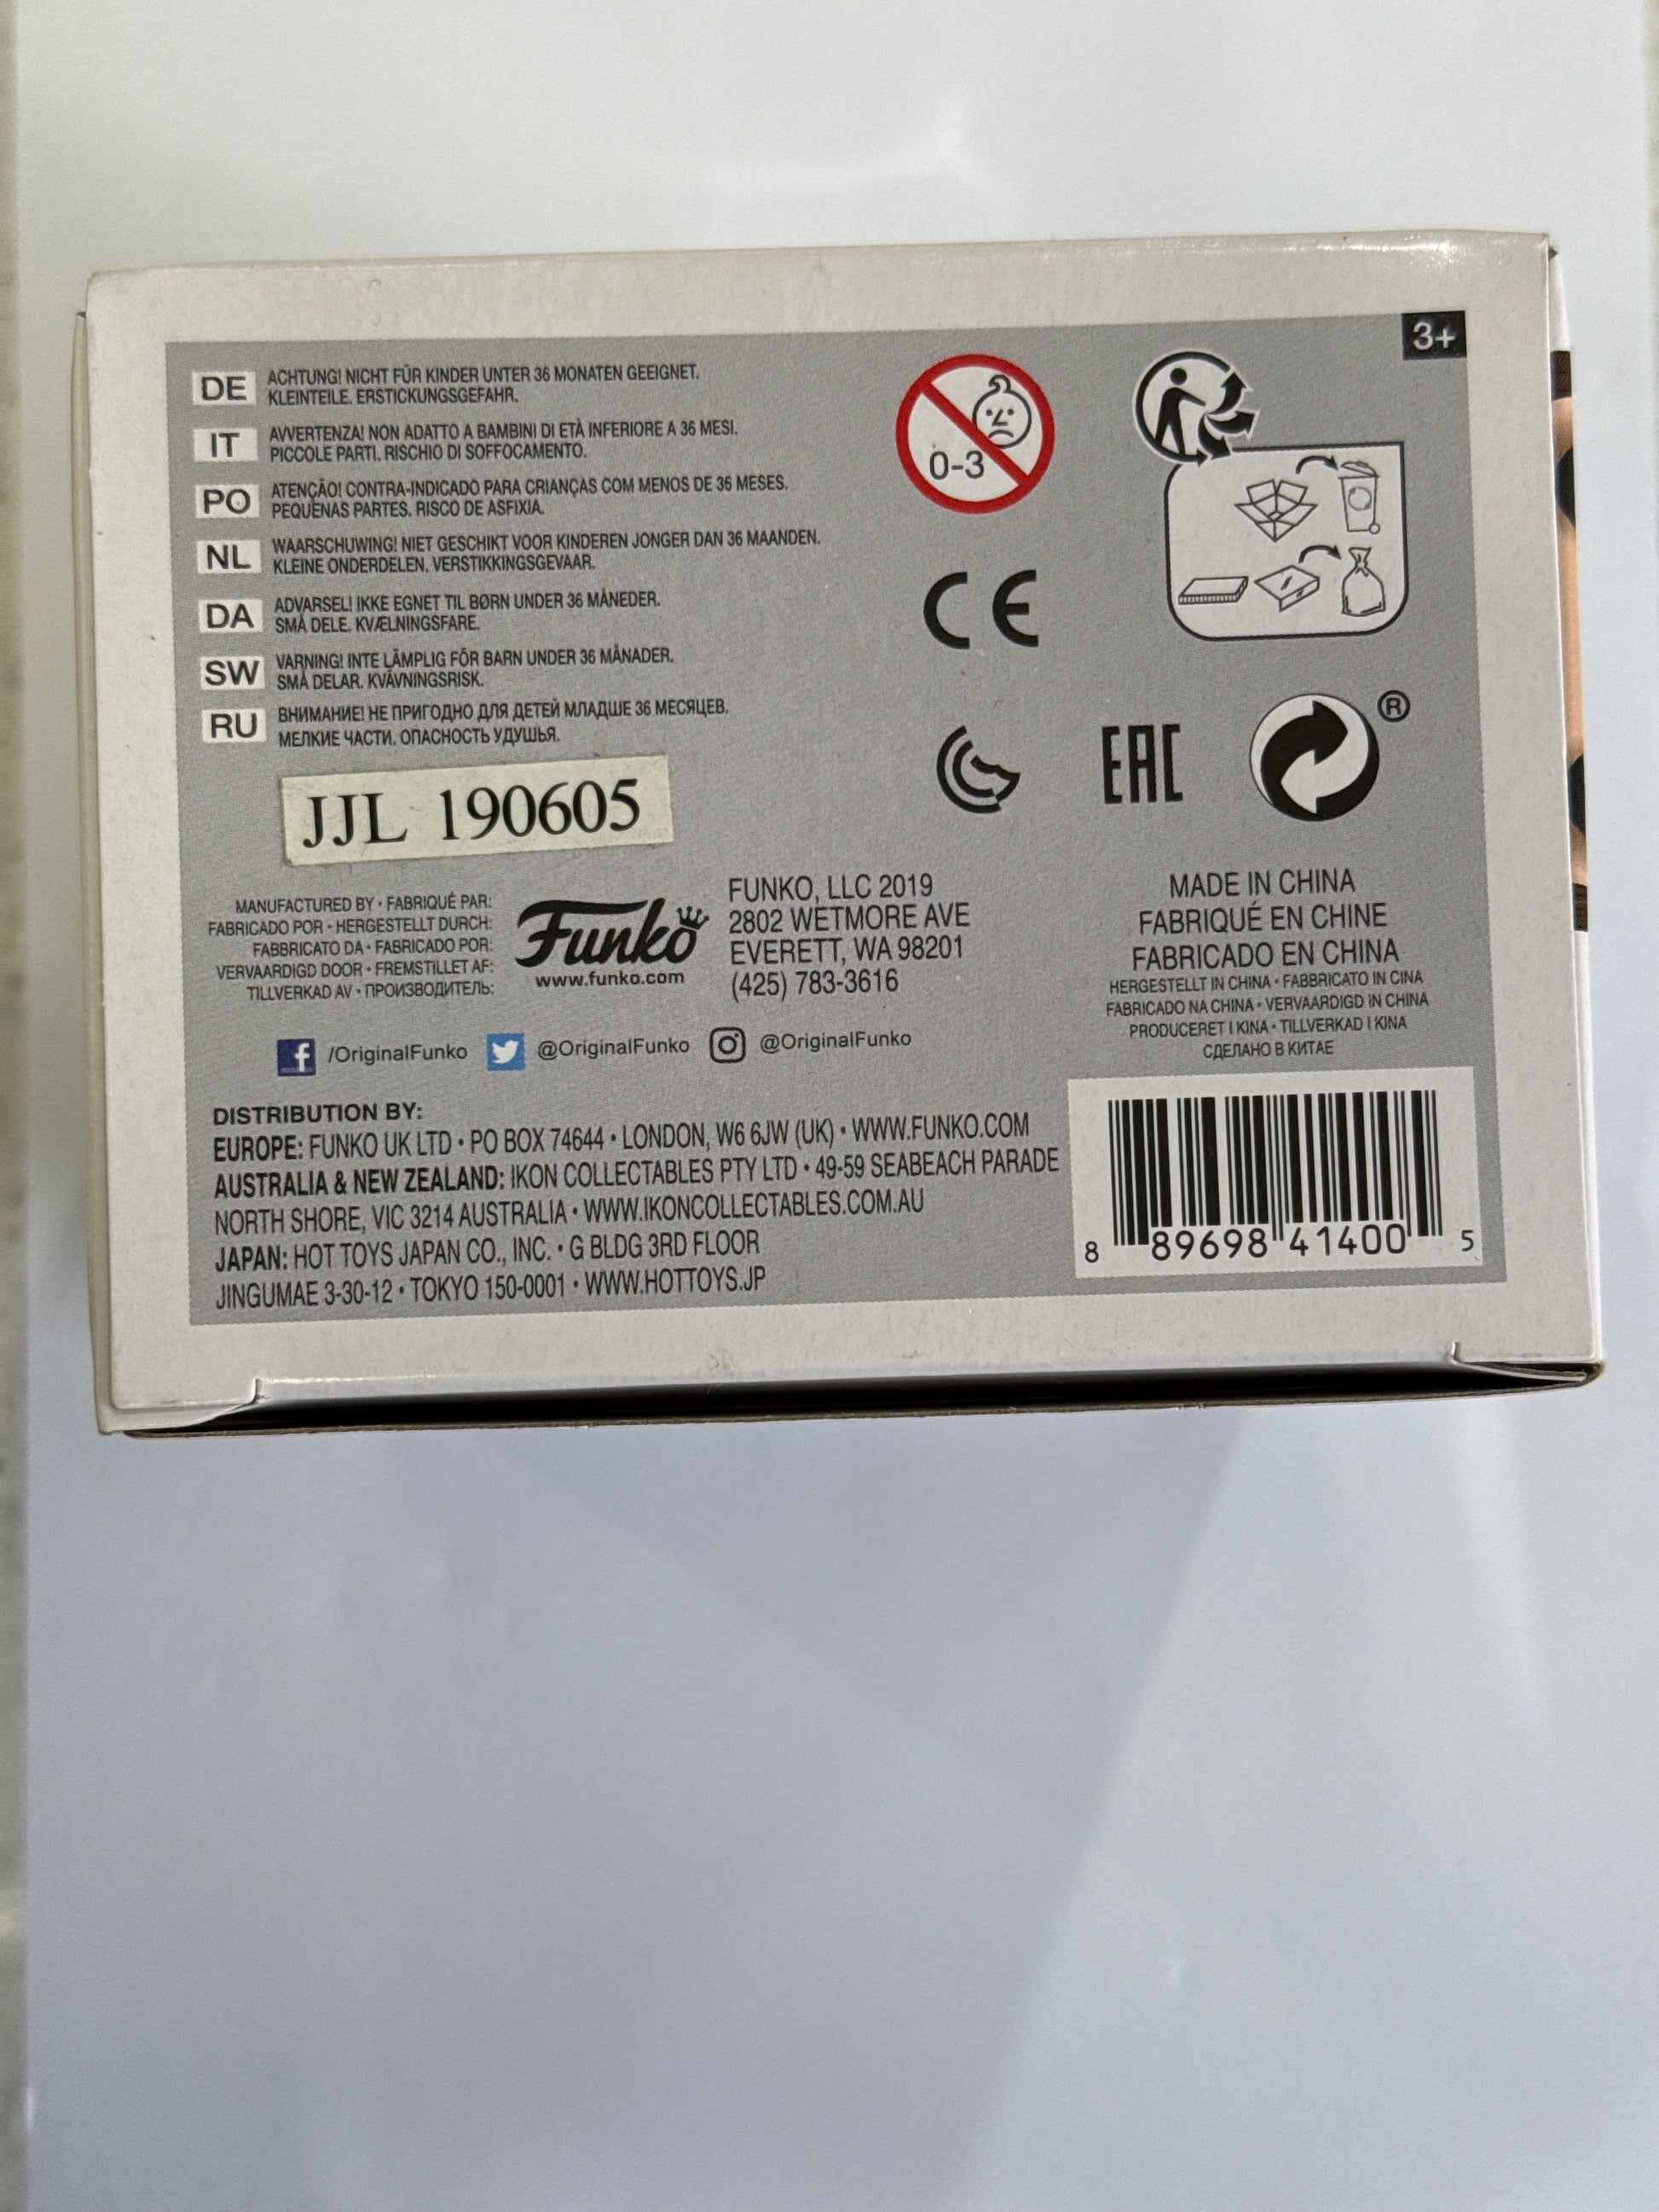 3+
DE ACHTUNG! NICHT FÜR KINDER UNTER 36 MONATEN GEEIGNET.
KLEINTEILE. ERSTICKUNGSGEFAHR.
IT AVVERTENZA! NON ADATTO A BAMBINI DI ETÀ INFERIORE A 36 MESI.
PICCOLE PARTI. RISCHIO DI SOFFOCAMENTO.
PO ATENÇÃO! CONTRA-INDICADO PARA CRIANÇAS COM MENOS DE 36 MESES.
PEQUENAS PARTES. RISCO DE ASFIXIA.
NL WAARSCHUWING! NIET GESCHIKT VOOR KINDEREN JONGER DAN 36 MAANDEN.
KLEINE ONDERDELEN. VERSTIKKINGSGEVAAR.
DA ADVARSEL! IKKE EGNET TIL BØRN UNDER 36 MÅNEDER.
SMÅ DELE. KVÆLNINGSFARE.
SW VARNING! INTE LÄMPLIG FÖR BARN UNDER 36 MÅNADER.
SMÅ DELAR. KVÄVNINGSRISK.
RU ВНИМАНИЕ! НЕ ПРИГОДНО ДЛЯ ДЕТЕЙ МЛАДШЕ 36 МЕСЯЦЕВ.
МЕЛКИЕ ЧАСТИ. ОПАСНОСТЬ УДУШЬЯ.
0-3
CE
EAC
®
JJL 190605
MANUFACTURED BY • FABRIQUÉ PAR:
FABRICADO POR • HERGESTELLT DURCH:
FABBRICATO DA • FABRICADO POR:
VERVAARDIGD DOOR • FREMSTILLET AF:
TILLVERKAD AV • ПРОИЗВОДИТЕЛЬ:
Funko
www.funko.com
FUNKO, LLC 2019
2802 WETMORE AVE
EVERETT, WA 98201
(425) 783-3616
MADE IN CHINA
FABRIQUÉ EN CHINE
FABRICADO EN CHINA
HERGESTELLT IN CHINA • FABBRICATO IN CINA
FABRICADO NA CHINA • VERVAARDIGD IN CHINA
PRODUCERET I KINA • TILLVERKAD I KINA
СДЕЛАНО В КИТАЕ
/OriginalFunko @OriginalFunko @OriginalFunko
DISTRIBUTION BY:
EUROPE: FUNKO UK LTD • PO BOX 74644 • LONDON, W6 6JW (UK) • WWW.FUNKO.COM
AUSTRALIA & NEW ZEALAND: IKON COLLECTABLES PTY LTD • 49-59 SEABEACH PARADE
NORTH SHORE, VIC 3214 AUSTRALIA • WWW.IKONCOLLECTABLES.COM.AU
JAPAN: HOT TOYS JAPAN CO., INC. • G BLDG 3RD FLOOR
JINGUMAE 3-30-12 • TOKYO 150-0001 • WWW.HOTTOYS.JP
8 89698 41400 5